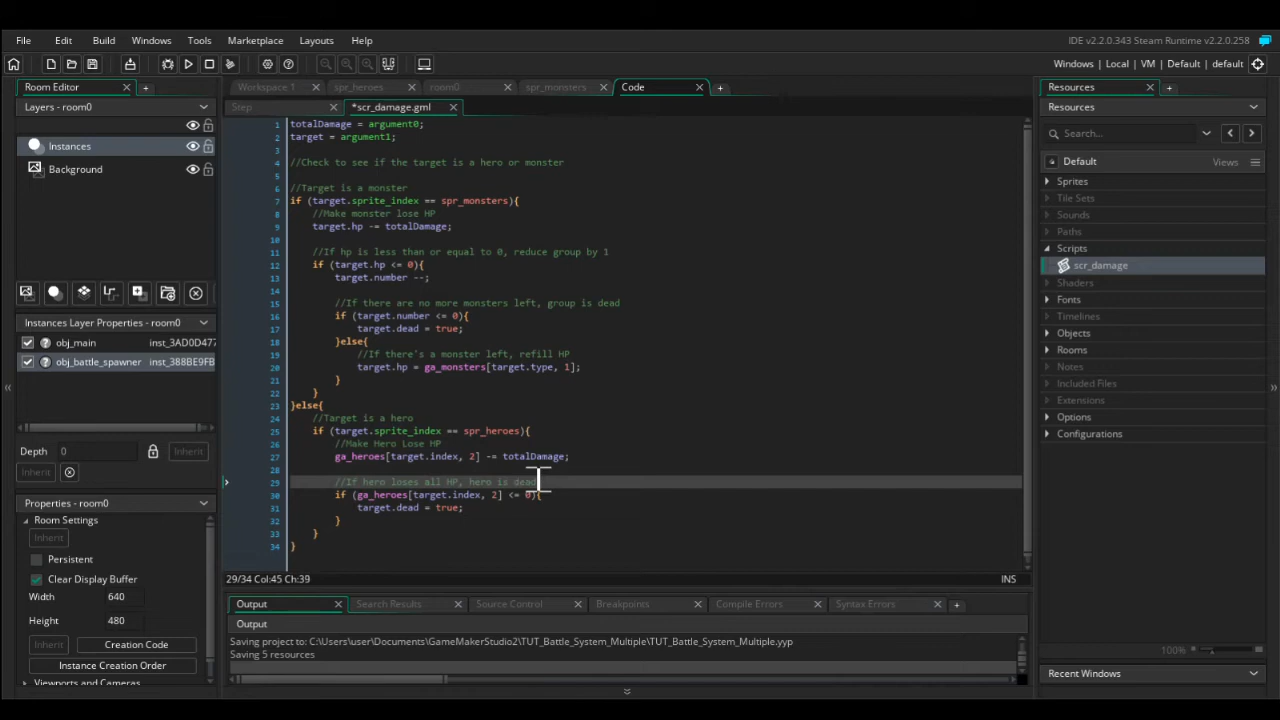 File Edit Build Windows Tools Marketplace Layouts Help
IDE v2.2.0.343 Steam Runtime v2.2.0.258
Windows | Local | VM | Default | default
Room Editor
Workspace 1 spr_heroes room0 spr_monsters Code
Resources
Layers - room0
Step *scr_damage.gml
Resources
Search...
Instances
Background
Default Views
Sprites
Tile Sets
Sounds
Paths
Scripts
scr_damage
Shaders
Fonts
Timelines
Objects
Rooms
Notes
Included Files
Extensions
Options
Configurations
100%
Recent Windows
1 totalDamage = argument0;
2 target = argument1;
3
4 //Check to see if the target is a hero or monster
5
6 //Target is a monster
7 if (target.sprite_index == spr_monsters){
8 //Make monster lose HP
9 target.hp -= totalDamage;
10
11 //If hp is less than or equal to 0, reduce group by 1
12 if (target.hp <= 0){
13 target.number --;
14
15 //If there are no more monsters left, group is dead
16 if (target.number <= 0){
17 target.dead = true;
18 }else{
19 //If there's a monster left, refill HP
20 target.hp = ga_monsters[target.type, 1];
21 }
22 }
23 }else{
24 //Target is a hero
25 if (target.sprite_index == spr_heroes){
26 //Make Hero Lose HP
27 ga_heroes[target.index, 2] -= totalDamage;
28
29 //If hero loses all HP, hero is dead
30 if (ga_heroes[target.index, 2] <= 0){
31 target.dead = true;
32 }
33 }
34 }
29/34 Col:45 Ch:39 INS
Instances Layer Properties - room0
obj_main inst_3AD0D477
obj_battle_spawner inst_388BE9FB
Depth 0 Inherit
Inherit
Properties - room0
Room Settings
Inherit
Persistent
Clear Display Buffer
Width 640
Height 480
Inherit Creation Code
Instance Creation Order
Viewports and Cameras
Output Search Results Source Control Breakpoints Compile Errors Syntax Errors
Output
Saving project to: C:\Users\user\Documents\GameMakerStudio2\TUT_Battle_System_Multiple\TUT_Battle_System_Multiple.yyp
Saving 5 resources